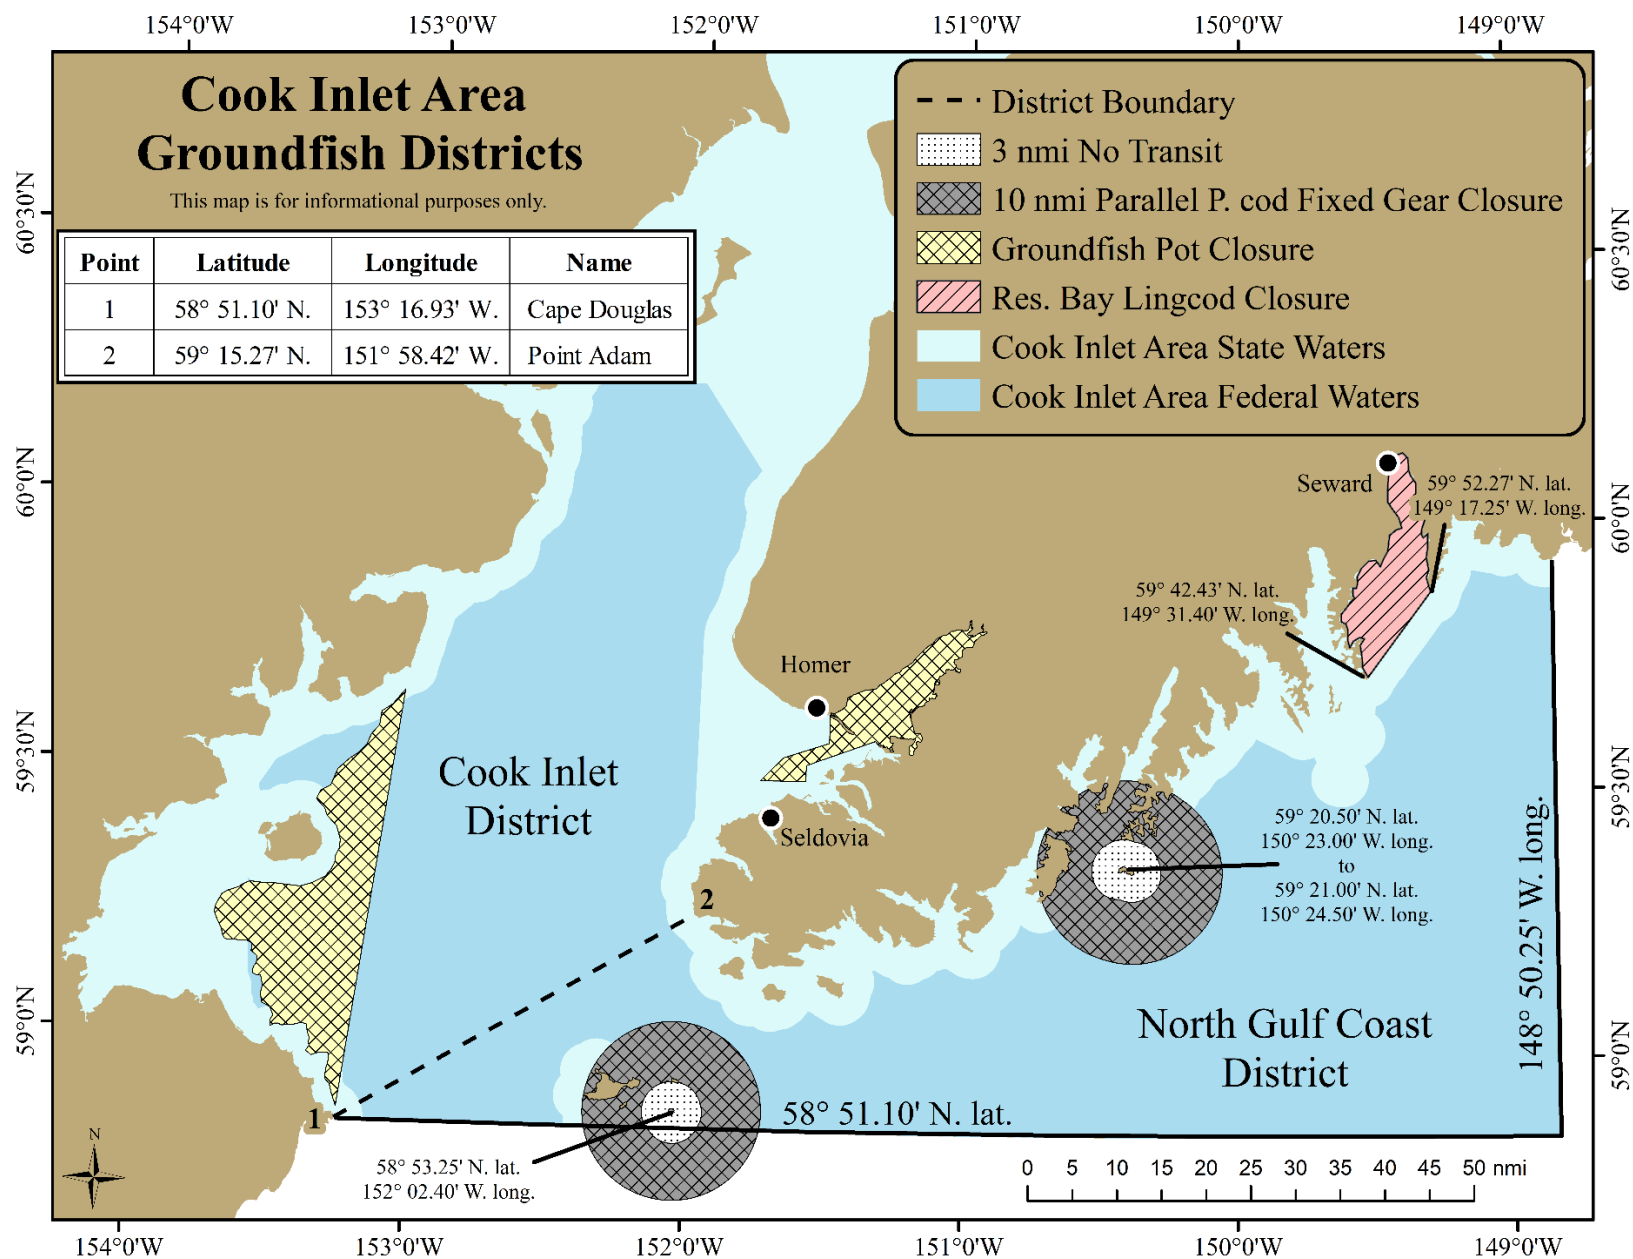 154°0'W 153°0'W 152°0'W 151°0'W 150°0'W 149°0'W
Cook Inlet Area
Groundfish Districts
This map is for informational purposes only.
Point Latitude Longitude Name
1 58° 51.10' N. 153° 16.93' W. Cape Douglas
2 59° 15.27' N. 151° 58.42' W. Point Adam
District Boundary
3 nmi No Transit
10 nmi Parallel P. cod Fixed Gear Closure
Groundfish Pot Closure
Res. Bay Lingcod Closure
Cook Inlet Area State Waters
Cook Inlet Area Federal Waters
60°30'N
60°0'N
59°30'N
59°0'N
60°30'N
60°0'N
59°30'N
59°0'N
Seward
59° 52.27' N. lat.
149° 17.25' W. long.
59° 42.43' N. lat.
149° 31.40' W. long.
Homer
Cook Inlet
District
Seldovia
59° 20.50' N. lat.
150° 23.00' W. long.
to
59° 21.00' N. lat.
150° 24.50' W. long.
148° 50.25' W. long.
2
North Gulf Coast
District
1
58° 51.10' N. lat.
58° 53.25' N. lat.
152° 02.40' W. long.
N
0 5 10 15 20 25 30 35 40 45 50 nmi
154°0'W 153°0'W 152°0'W 151°0'W 150°0'W 149°0'W